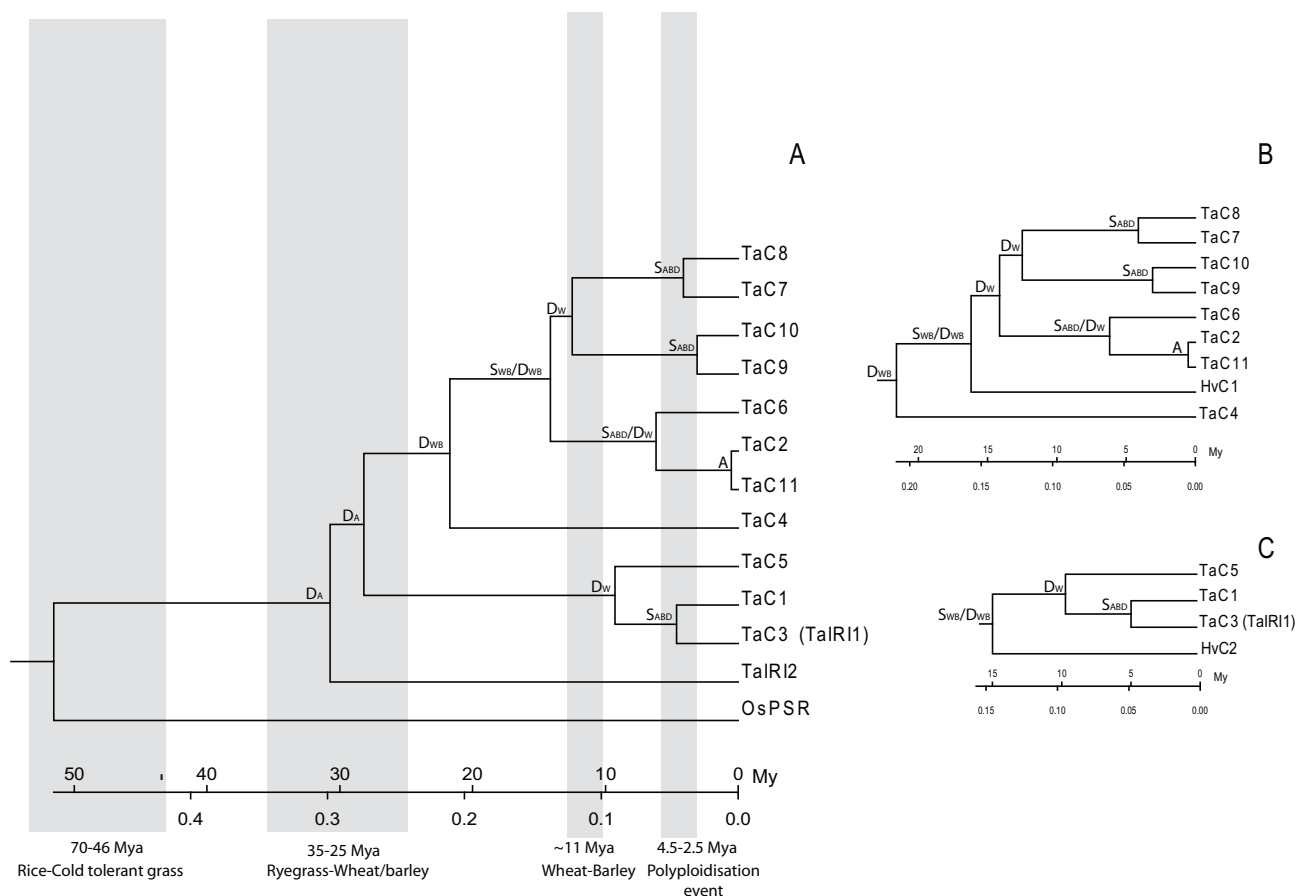 A
TaC8
SABD
TaC7
DW
TaC10
SABD
TaC9
SWB/DWB
TaC6
SABD/DW
TaC2
A
TaC11
DWB
TaC4
DA
TaC5
DW
TaC1
SABD
TaC3 (TaIRI1)
DA
TaIRI2
OsPSR
50 40 30 20 10 0 My
0.4 0.3 0.2 0.1 0.0
70-46 Mya
Rice-Cold tolerant grass
35-25 Mya
Ryegrass-Wheat/barley
~11 Mya
Wheat-Barley
4.5-2.5 Mya
Polyploidisation
event
B
TaC8
SABD
TaC7
DW
TaC10
SABD
TaC9
DW
TaC6
SABD/DW
TaC2
A
TaC11
SWB/DWB
HvC1
DWB
TaC4
20 15 10 5 0 My
0.20 0.15 0.10 0.05 0.00
C
TaC5
DW
TaC1
SABD
TaC3 (TaIRI1)
SWB/DWB
HvC2
15 10 5 0 My
0.15 0.10 0.05 0.00